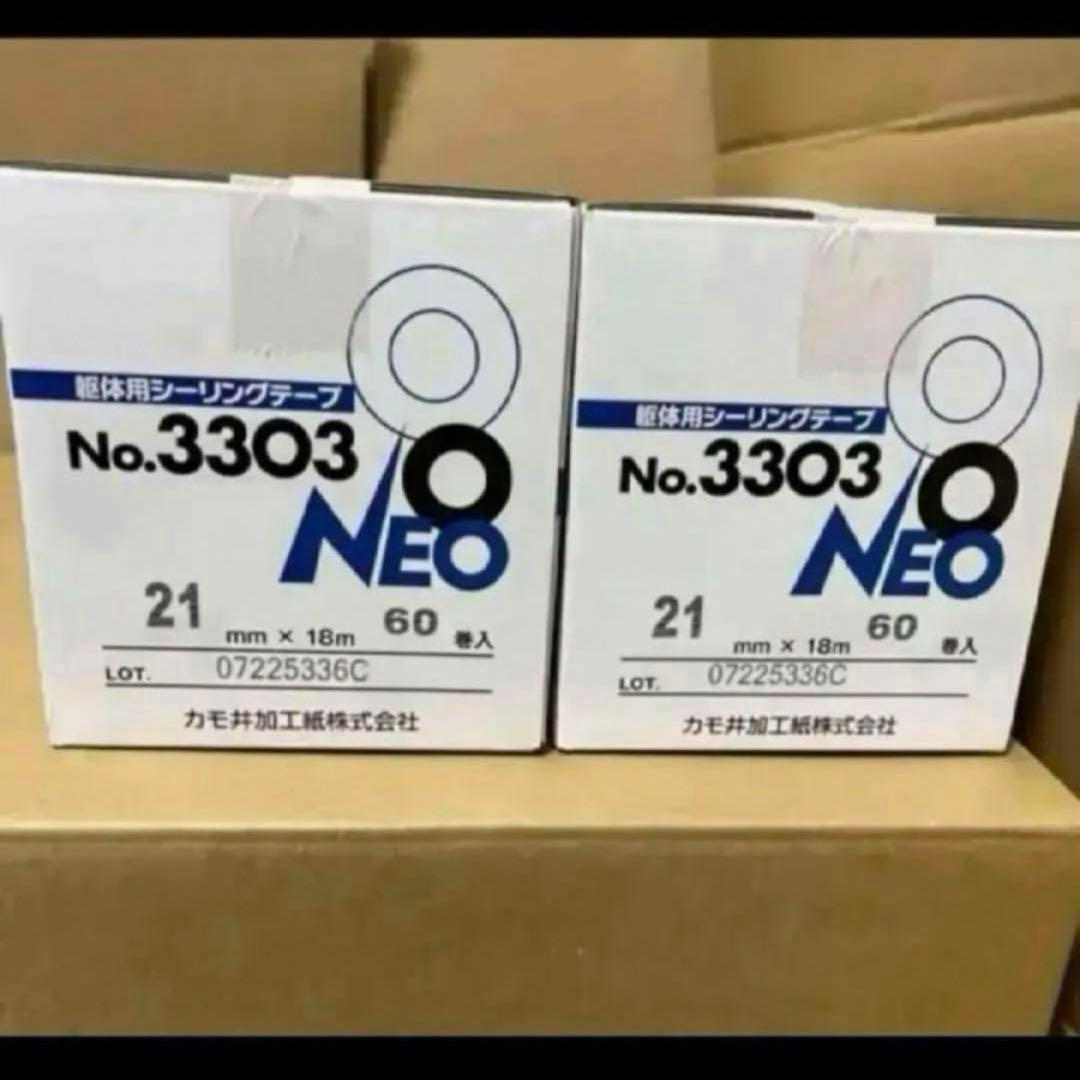 躯体用シーリングテープ
No.3303
NEO
21 mm × 18m 60 巻入
LOT. 07225336C
カモ井加工紙株式会社
躯体用シーリングテープ
No.3303
NEO
21 mm × 18m 60 巻入
LOT. 07225336C
カモ井加工紙株式会社